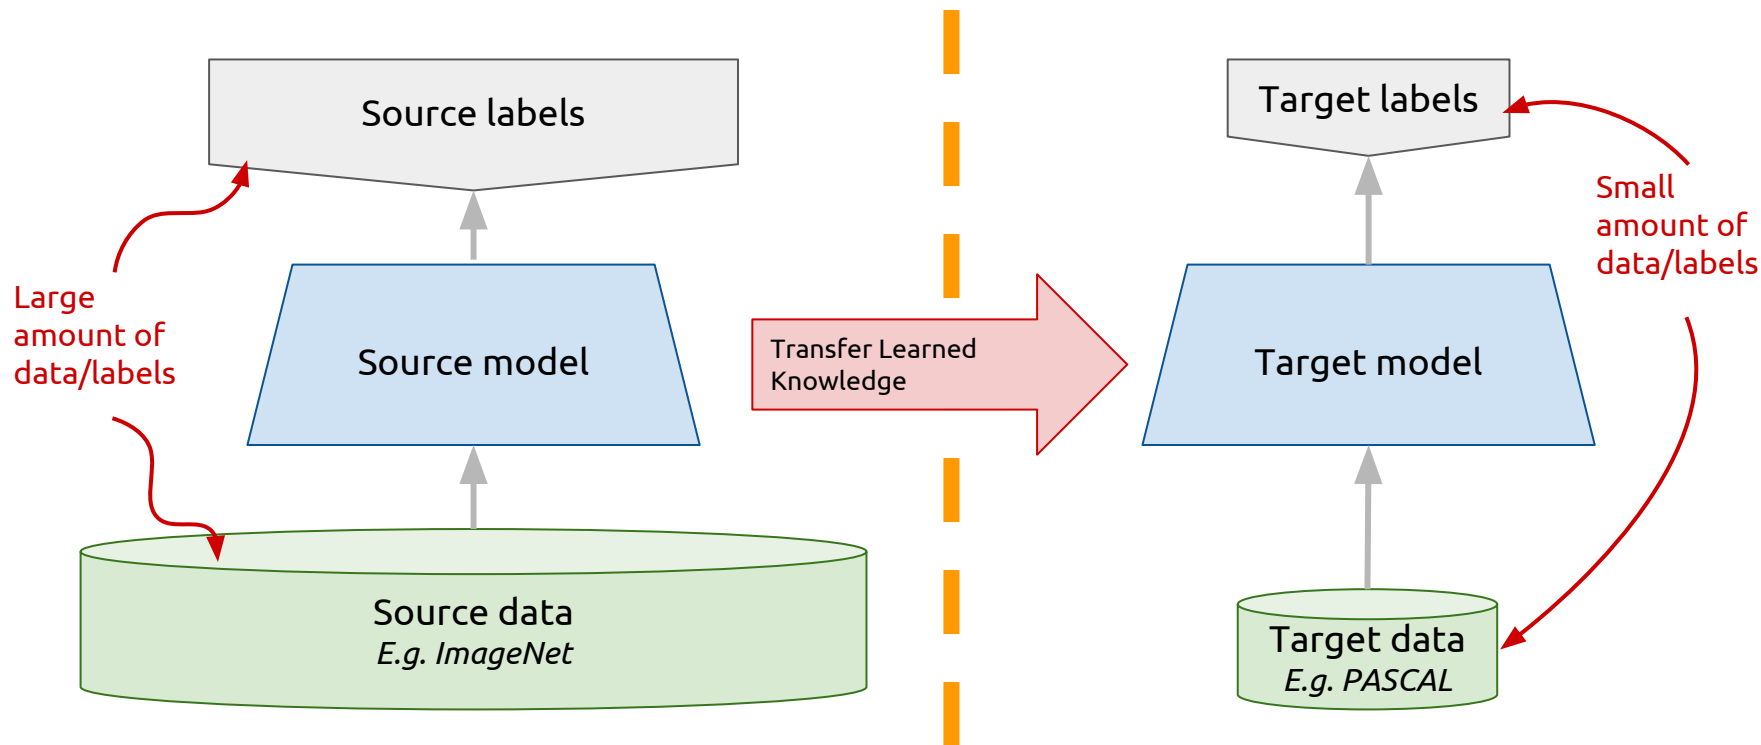 Source labels
Large
amount of
data/labels
Source model
Source data
E.g. ImageNet
Transfer Learned
Knowledge
Target labels
Small
amount of
data/labels
Target model
Target data
E.g. PASCAL